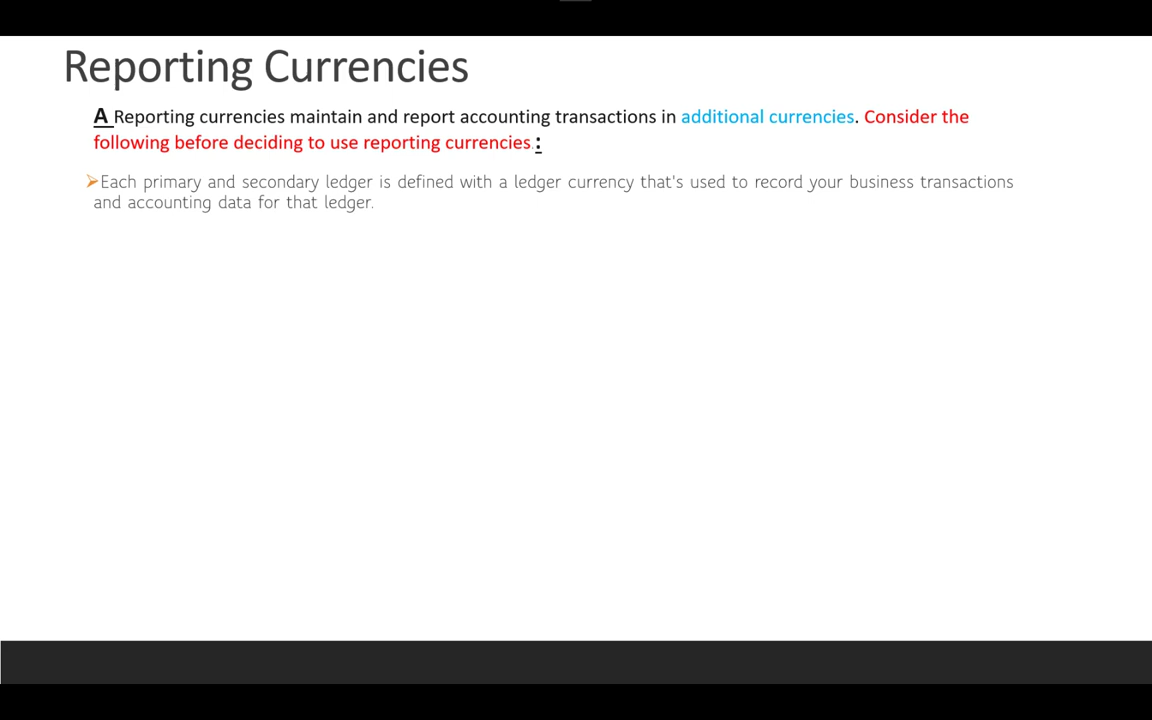 Reporting Currencies
A Reporting currencies maintain and report accounting transactions in additional currencies. Consider the
following before deciding to use reporting currencies.:
➢Each primary and secondary ledger is defined with a ledger currency that's used to record your business transactions
and accounting data for that ledger.